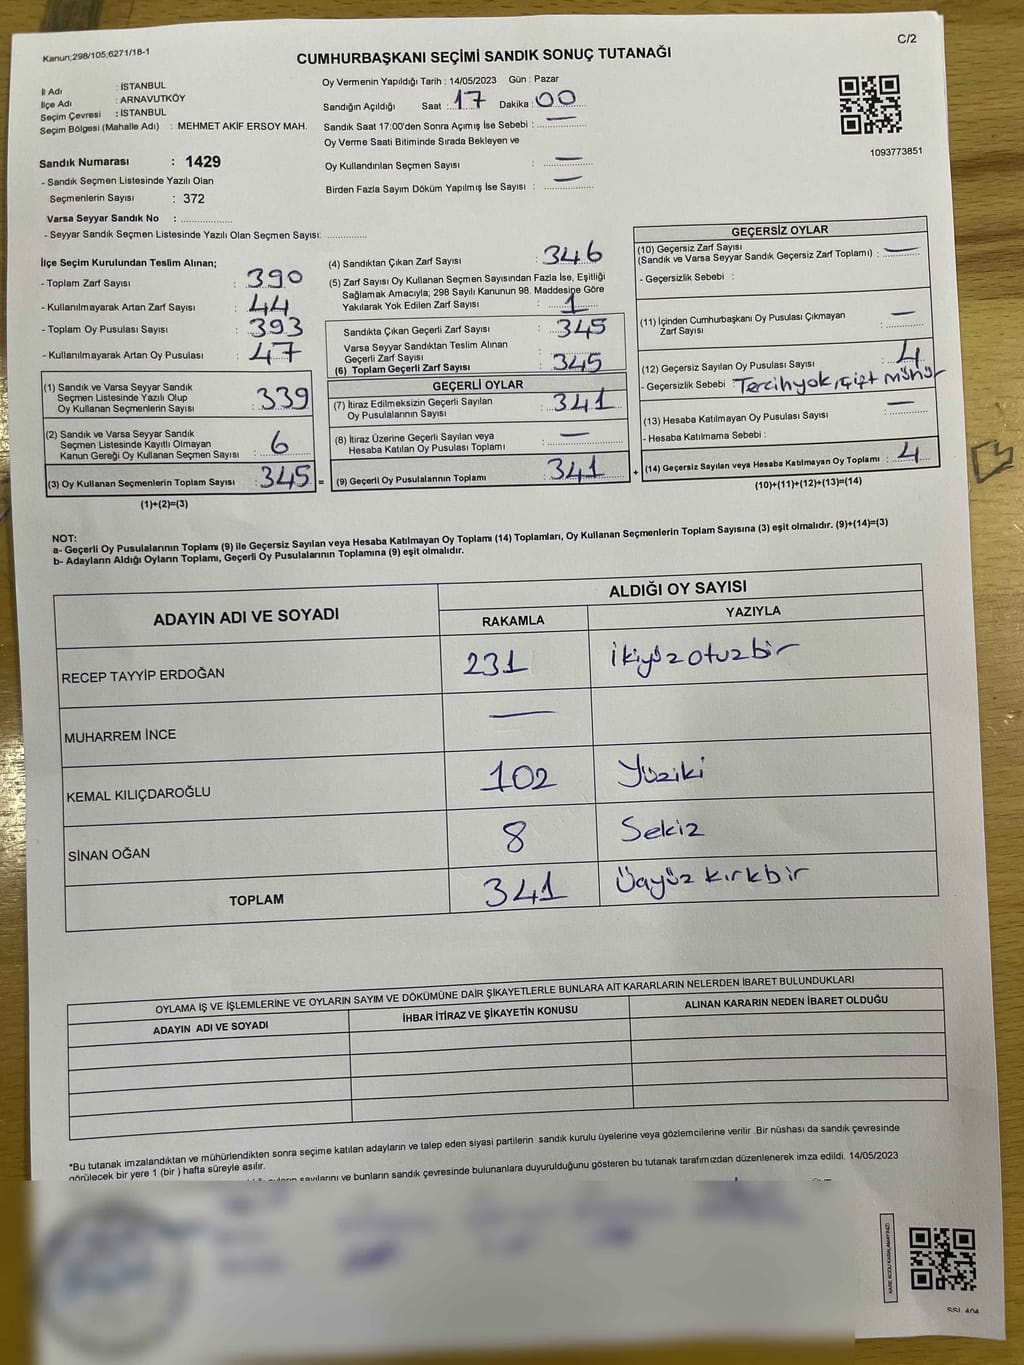 Kanun;298/105;6271/18-1
C/2
CUMHURBAŞKANI SEÇİMİ SANDIK SONUÇ TUTANAĞI
İl Adı : İSTANBUL
İlçe Adı : ARNAVUTKÖY
Seçim Çevresi : İSTANBUL
Seçim Bölgesi (Mahalle Adı) : MEHMET AKİF ERSOY MAH.
Sandık Numarası : 1429
- Sandık Seçmen Listesinde Yazılı Olan
Seçmenlerin Sayısı : 372
Varsa Seyyar Sandık No : ....................
- Seyyar Sandık Seçmen Listesinde Yazılı Olan Seçmen Sayısı: ...............
Oy Vermenin Yapıldığı Tarih : 14/05/2023 Gün : Pazar
Sandığın Açıldığı Saat : 17 Dakika : 00
Sandık Saat 17:00'den Sonra Açımış İse Sebebi : —
Oy Verme Saati Bitiminde Sırada Bekleyen ve
Oy Kullandırılan Seçmen Sayısı : —
Birden Fazla Sayım Döküm Yapılmış İse Sayısı : —
1093773851
İlçe Seçim Kurulundan Teslim Alınan;
- Toplam Zarf Sayısı : 390
- Kullanılmayarak Artan Zarf Sayısı : 44
- Toplam Oy Pusulası Sayısı : 393
- Kullanılmayarak Artan Oy Pusulası : 47
(1) Sandık ve Varsa Seyyar Sandık
Seçmen Listesinde Yazılı Olup
Oy Kullanan Seçmenlerin Sayısı : 339
(2) Sandık ve Varsa Seyyar Sandık
Seçmen Listesinde Kayıtlı Olmayan
Kanun Gereği Oy Kullanan Seçmen Sayısı : 6
(3) Oy Kullanan Seçmenlerin Toplam Sayısı : 345 =
(1)+(2)=(3)
(4) Sandıktan Çıkan Zarf Sayısı : 346
(5) Zarf Sayısı Oy Kullanan Seçmen Sayısından Fazla İse, Eşitliği
Sağlamak Amacıyla; 298 Sayılı Kanunun 98. Maddesine Göre
Yakılarak Yok Edilen Zarf Sayısı : 1
Sandıkta Çıkan Geçerli Zarf Sayısı : 345
Varsa Seyyar Sandıktan Teslim Alınan
Geçerli Zarf Sayısı :
(6) Toplam Geçerli Zarf Sayısı : 345
GEÇERLİ OYLAR
(7) İtiraz Edilmeksizin Geçerli Sayılan
Oy Pusulalarının Sayısı : 341
(8) İtiraz Üzerine Geçerli Sayılan veya
Hesaba Katılan Oy Pusulası Toplamı : —
(9) Geçerli Oy Pusulalarının Toplamı : 341 +
GEÇERSİZ OYLAR
(10) Geçersiz Zarf Sayısı
(Sandık ve Varsa Seyyar Sandık Geçersiz Zarf Toplamı) : —
- Geçersizlik Sebebi :
(11) İçinden Cumhurbaşkanı Oy Pusulası Çıkmayan
Zarf Sayısı : —
(12) Geçersiz Sayılan Oy Pusulası Sayısı : 4
- Geçersizlik Sebebi : Tercihyok, çift mühür
(13) Hesaba Katılmayan Oy Pusulası Sayısı : —
- Hesaba Katılmama Sebebi :
(14) Geçersiz Sayılan veya Hesaba Katılmayan Oy Toplamı : 4
(10)+(11)+(12)+(13)=(14)
NOT:
a- Geçerli Oy Pusulalarının Toplamı (9) ile Geçersiz Sayılan veya Hesaba Katılmayan Oy Toplamı (14) Toplamları, Oy Kullanan Seçmenlerin Toplam Sayısına (3) eşit olmalıdır. (9)+(14)=(3)
b- Adayların Aldığı Oyların Toplamı, Geçerli Oy Pusulalarının Toplamına (9) eşit olmalıdır.
ADAYIN ADI VE SOYADI
ALDIĞI OY SAYISI
RAKAMLA YAZIYLA
RECEP TAYYİP ERDOĞAN 231 ikiyüzotuzbir
MUHARREM İNCE —
KEMAL KILIÇDAROĞLU 102 Yüziki
SİNAN OĞAN 8 Sekiz
TOPLAM 341 Üçyüz kırkbir
OYLAMA İŞ VE İŞLEMLERİNE VE OYLARIN SAYIM VE DÖKÜMÜNE DAİR ŞİKAYETLERLE BUNLARA AİT KARARLARIN NELERDEN İBARET BULUNDUKLARI
ADAYIN ADI VE SOYADI İHBAR İTİRAZ VE ŞİKAYETİN KONUSU ALINAN KARARIN NEDEN İBARET OLDUĞU
*Bu tutanak imzalandıktan ve mühürlendikten sonra seçime katılan adayların ve talep eden siyasi partilerin sandık kurulu üyelerine veya gözlemcilerine verilir .Bir nüshası da sandık çevresinde
görülecek bir yere 1 (bir ) hafta süreyle asılır.
sayılarını ve bunların sandık çevresinde bulunanlara duyurulduğunu gösteren bu tutanak tarafımızdan düzenlenerek imza edildi. 14/05/2023
KARE KODU KARALAMAYINIZ!